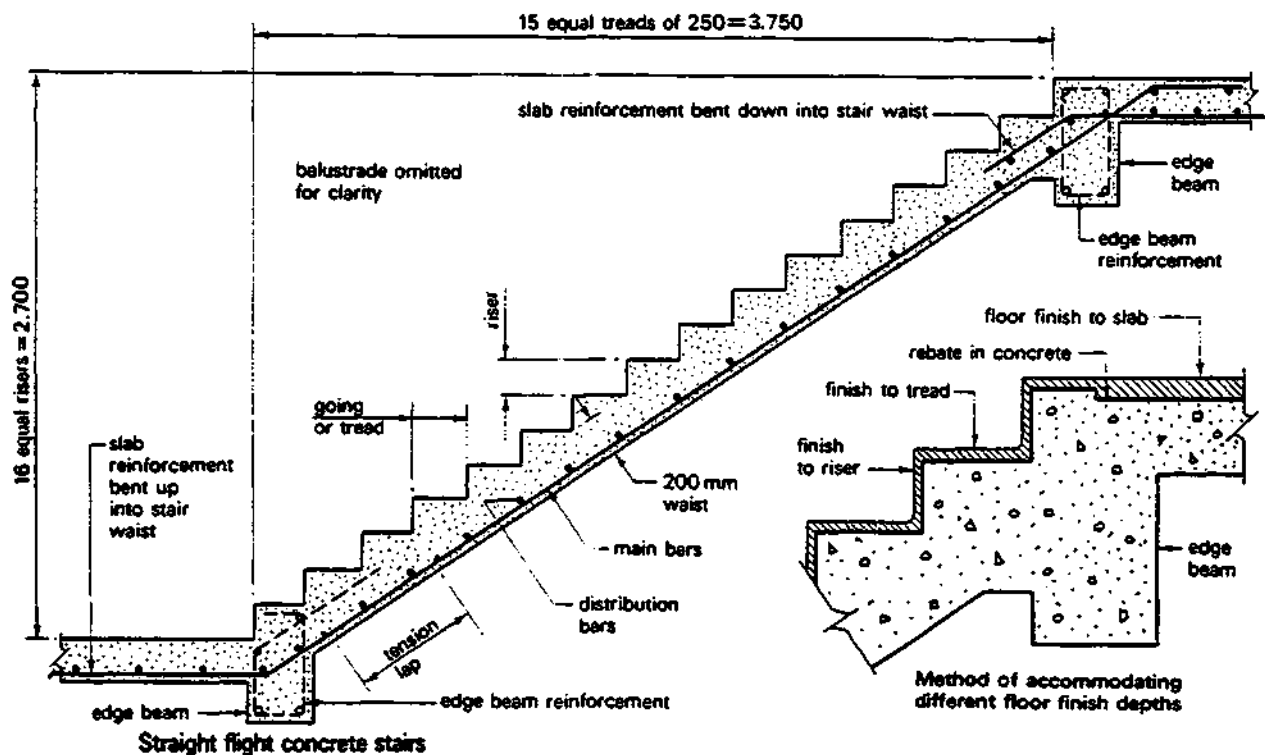 15 equal treads of 250=3.750
slab reinforcement bent down into stair waist
balustrade omitted
for clarity
edge
beam
edge beam
reinforcement
16 equal risers = 2.700
riser
floor finish to slab
rebate in concrete
finish to tread
going
or tread
slab
reinforcement
bent up
into stair
waist
finish
to riser
200 mm
waist
main bars
edge
beam
distribution
bars
tension
lap
edge beam
edge beam reinforcement
Method of accommodating
different floor finish depths
Straight flight concrete stairs